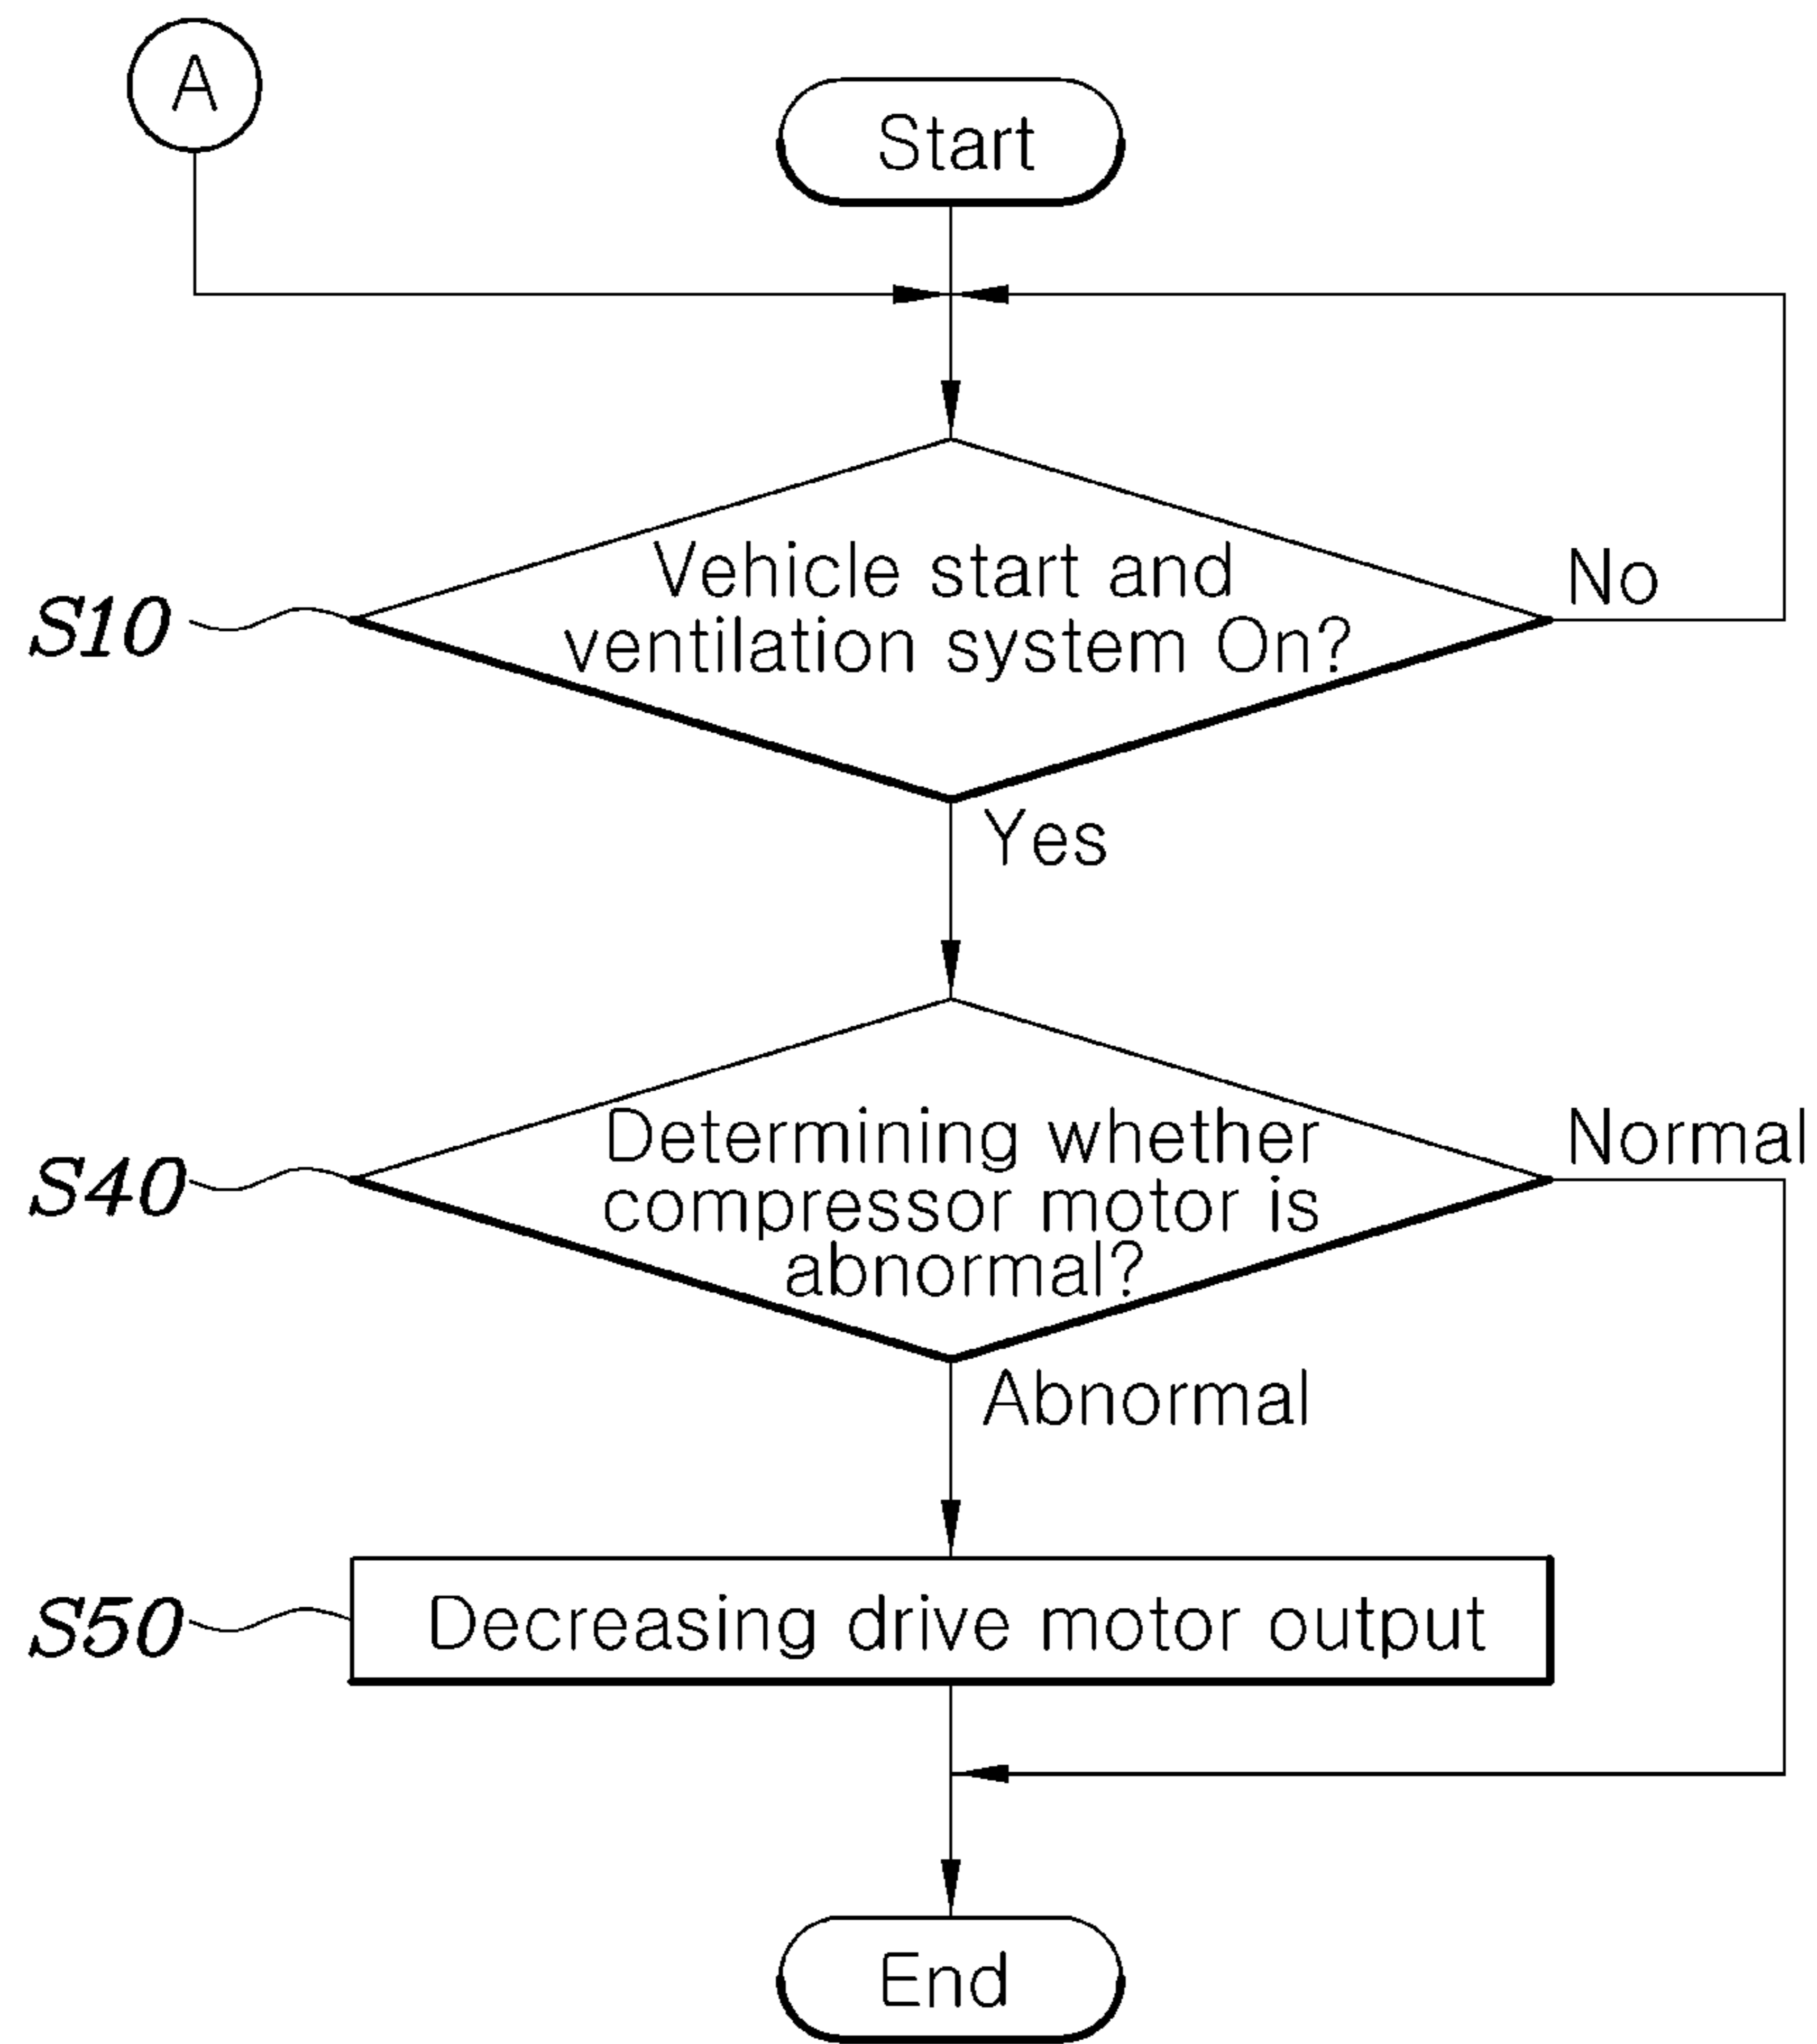 A
Start
Vehicle start and
ventilation system On?
No
S10
Yes
Determining whether
compressor motor is
abnormal?
Normal
S40
Abnormal
S50
Decreasing drive motor output
End